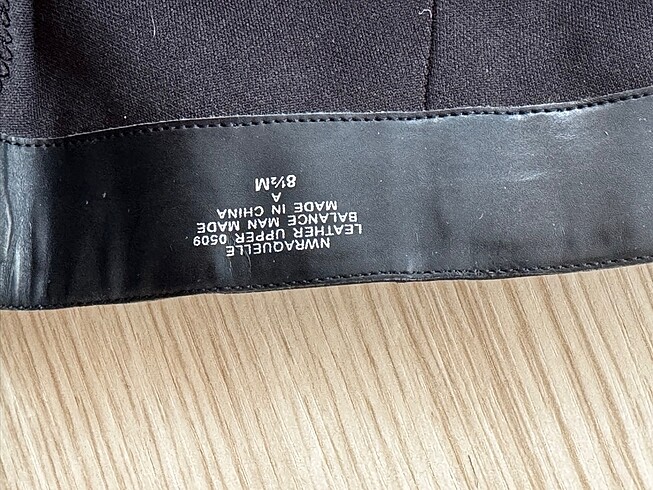 NWRAQUELLE
LEATHER UPPER 0509
BALANCE MAN MADE
MADE IN CHINA
A
8½M